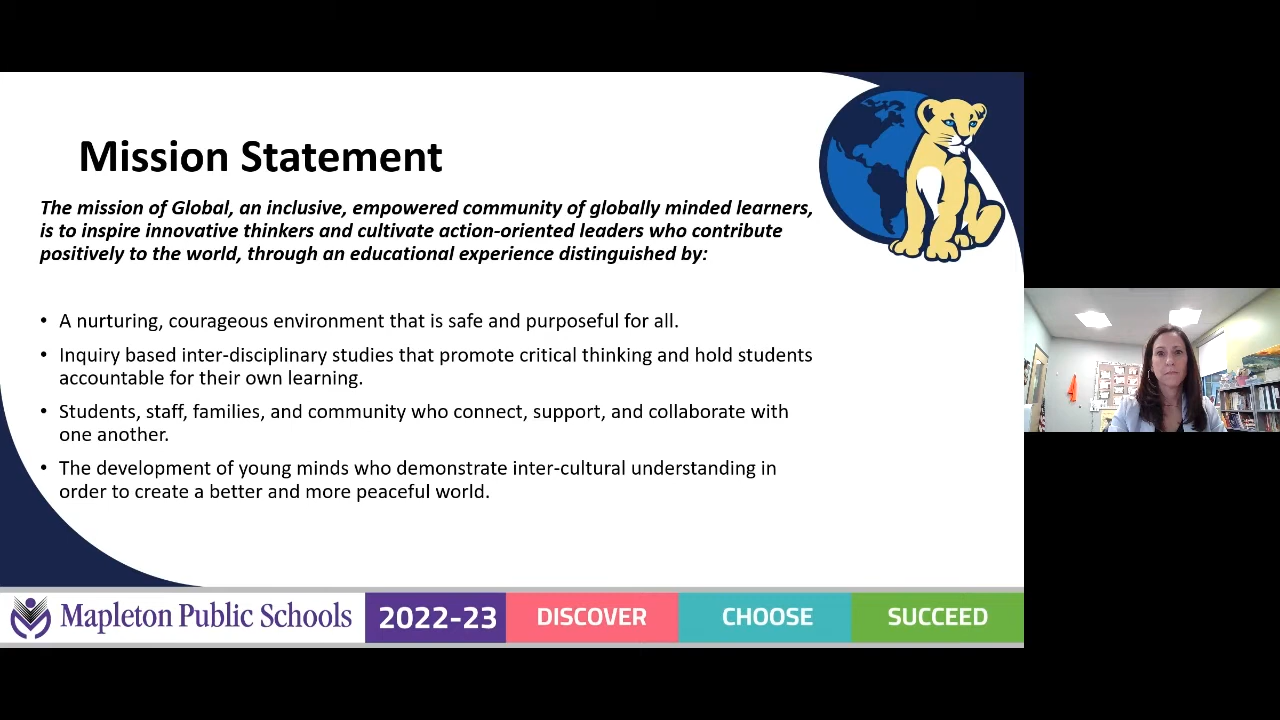 Mission Statement
The mission of Global, an inclusive, empowered community of globally minded learners,
is to inspire innovative thinkers and cultivate action-oriented leaders who contribute
positively to the world, through an educational experience distinguished by:
• A nurturing, courageous environment that is safe and purposeful for all.
• Inquiry based inter-disciplinary studies that promote critical thinking and hold students
accountable for their own learning.
• Students, staff, families, and community who connect, support, and collaborate with
one another.
• The development of young minds who demonstrate inter-cultural understanding in
order to create a better and more peaceful world.
Mapleton Public Schools
2022-23
DISCOVER
CHOOSE
SUCCEED